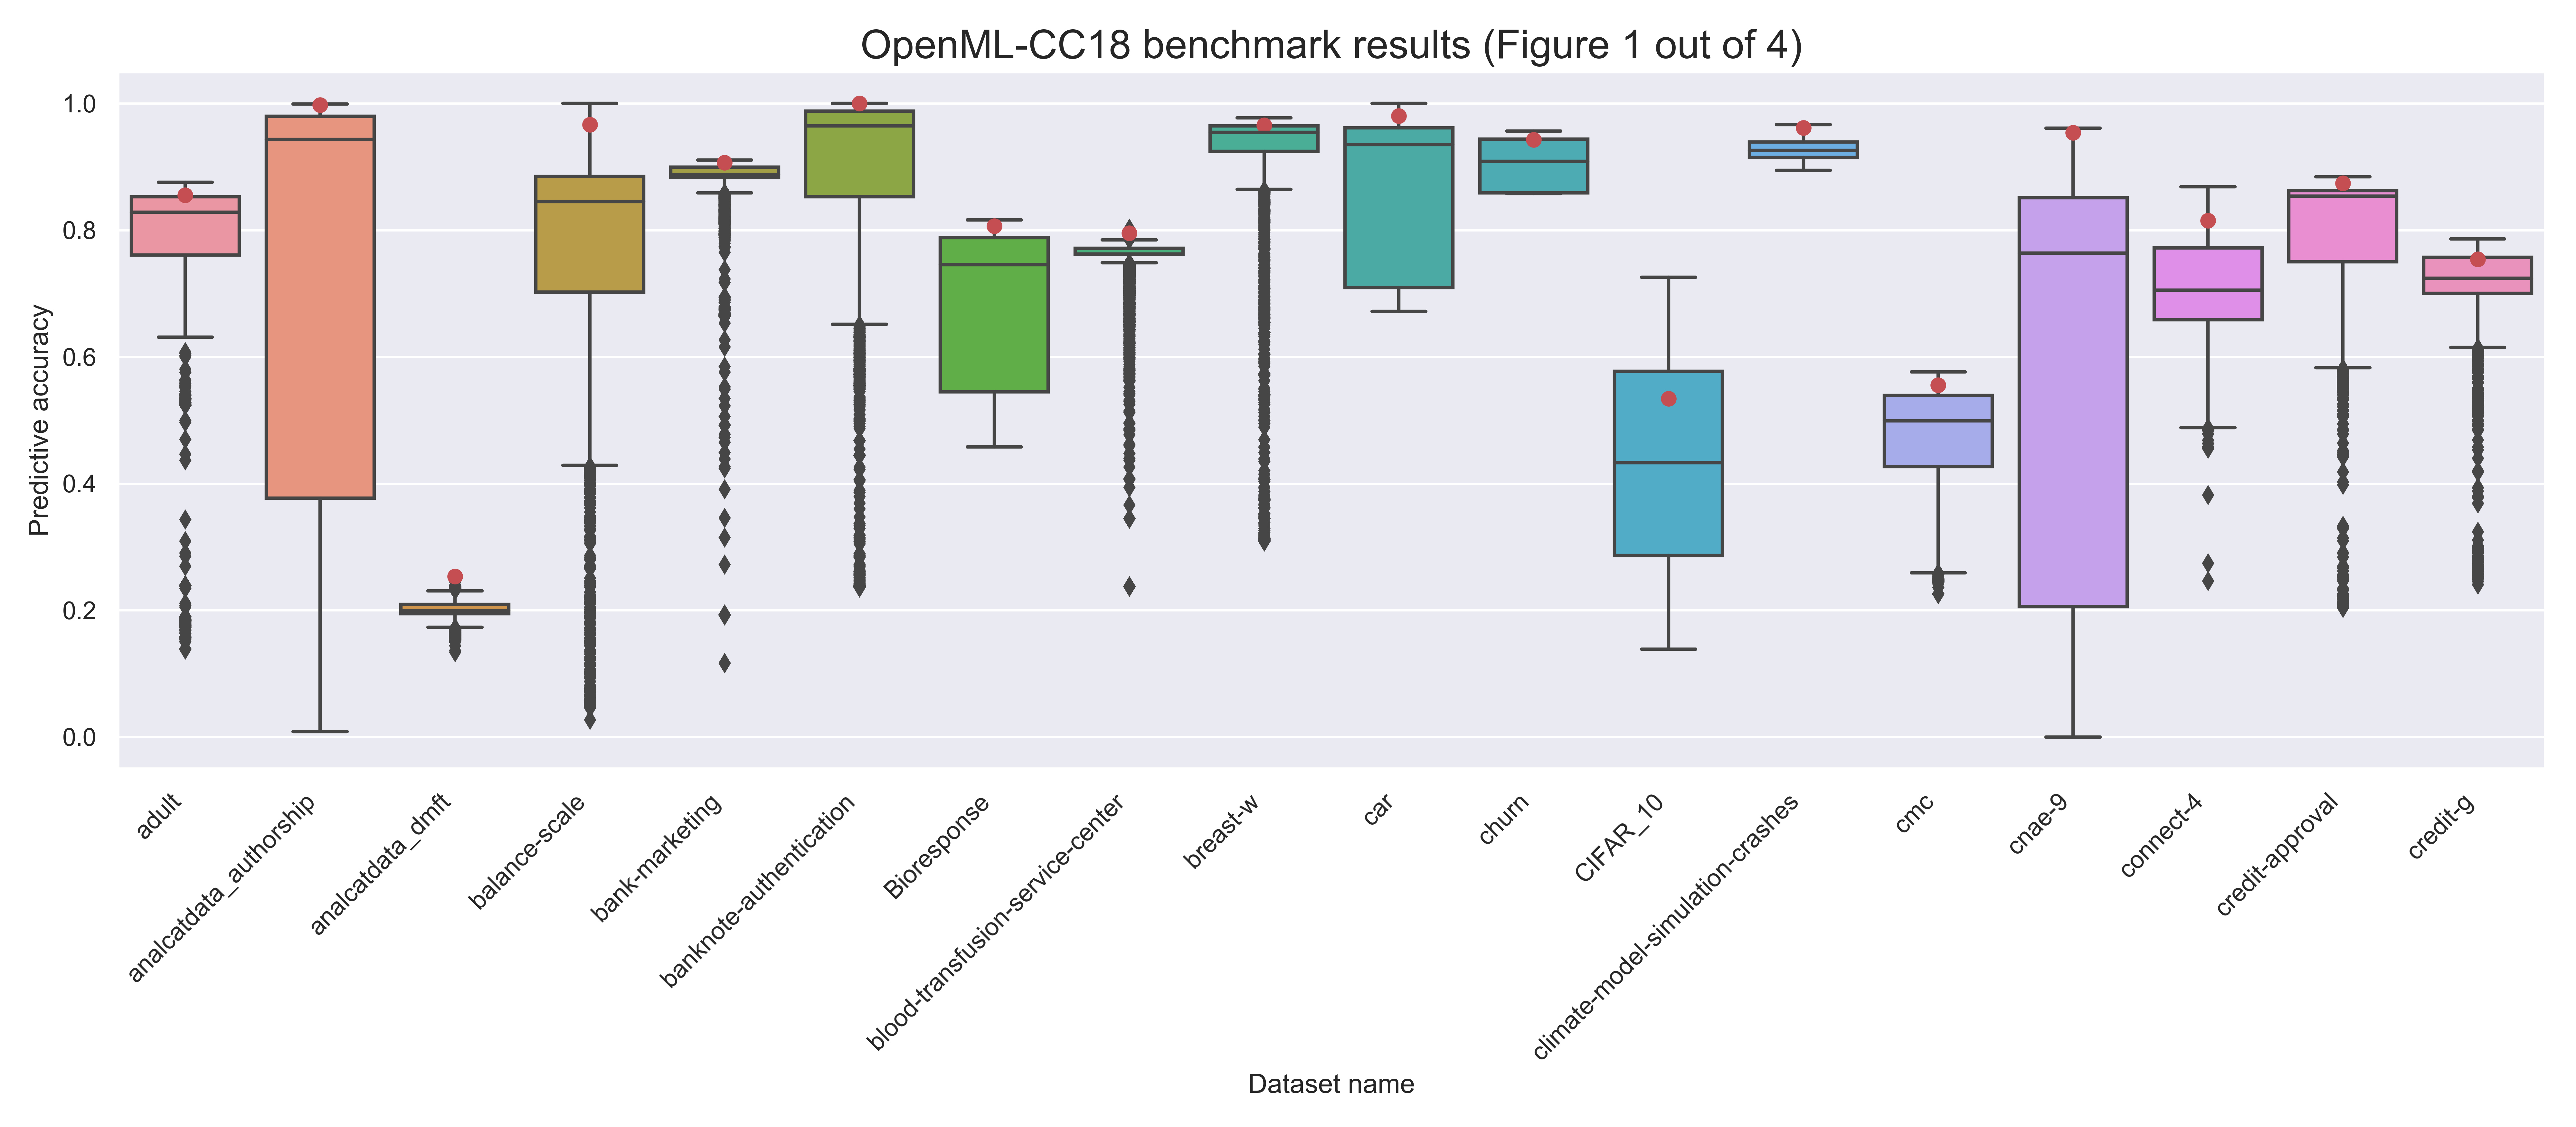 OpenML-CC18 benchmark results (Figure 1 out of 4)
Predictive accuracy
1.0
0.8
0.6
0.4
0.2
0.0
adult
analcatdata_authorship
analcatdata_dmft
balance-scale
bank-marketing
banknote-authentication
Bioresponse
blood-transfusion-service-center
breast-w
car
churn
CIFAR_10
climate-model-simulation-crashes
cmc
cnae-9
connect-4
credit-approval
credit-g
Dataset name